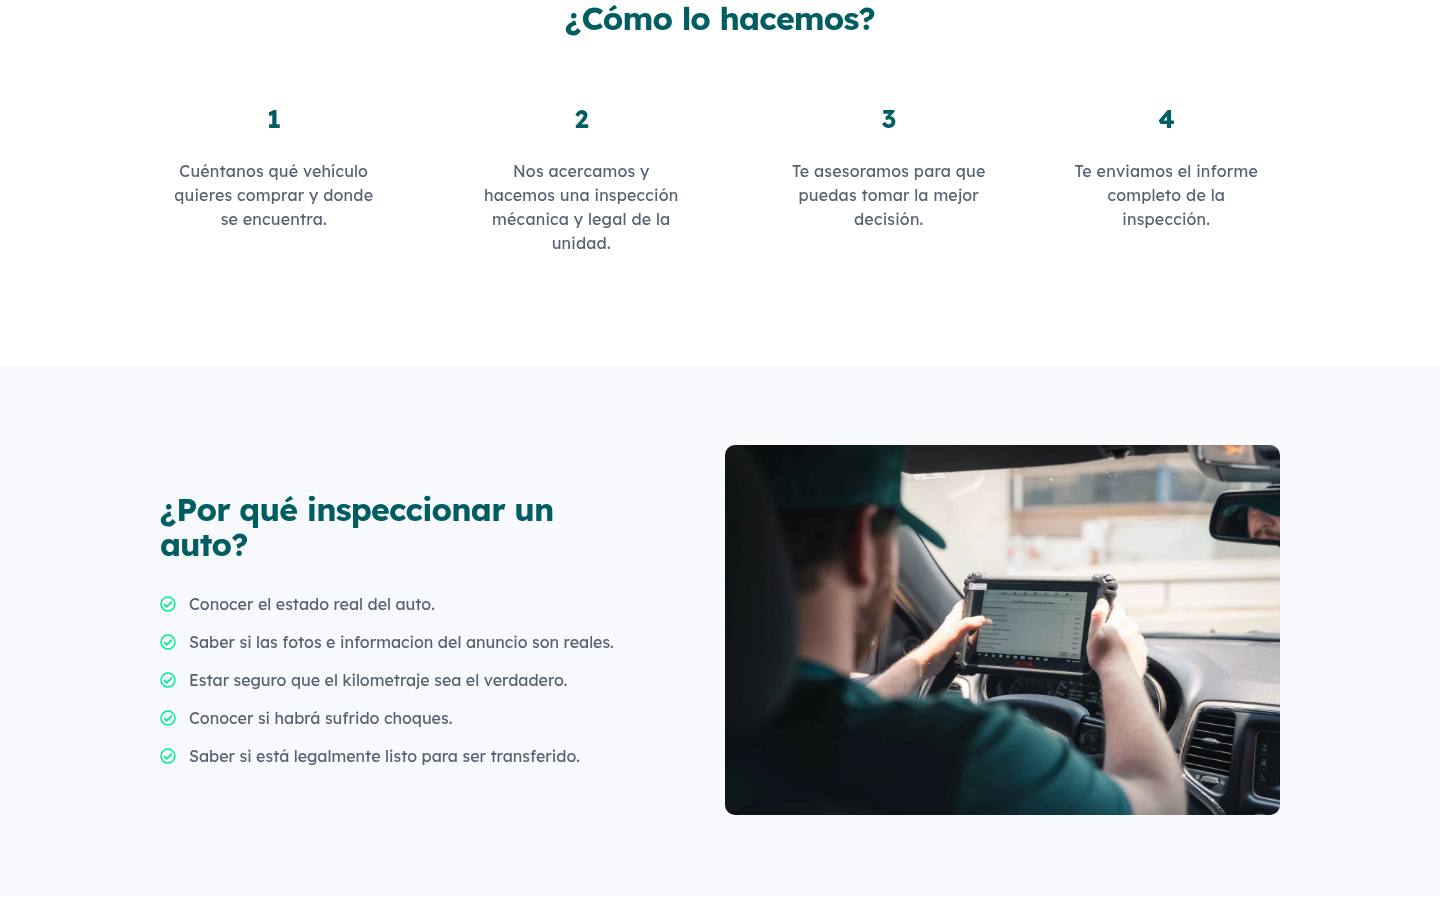 ¿Cómo lo hacemos?
1
Cuéntanos qué vehículo
quieres comprar y donde
se encuentra.
2
Nos acercamos y
hacemos una inspección
mécanica y legal de la
unidad.
3
Te asesoramos para que
puedas tomar la mejor
decisión.
4
Te enviamos el informe
completo de la
inspección.
¿Por qué inspeccionar un
auto?
Conocer el estado real del auto.
Saber si las fotos e informacion del anuncio son reales.
Estar seguro que el kilometraje sea el verdadero.
Conocer si habrá sufrido choques.
Saber si está legalmente listo para ser transferido.